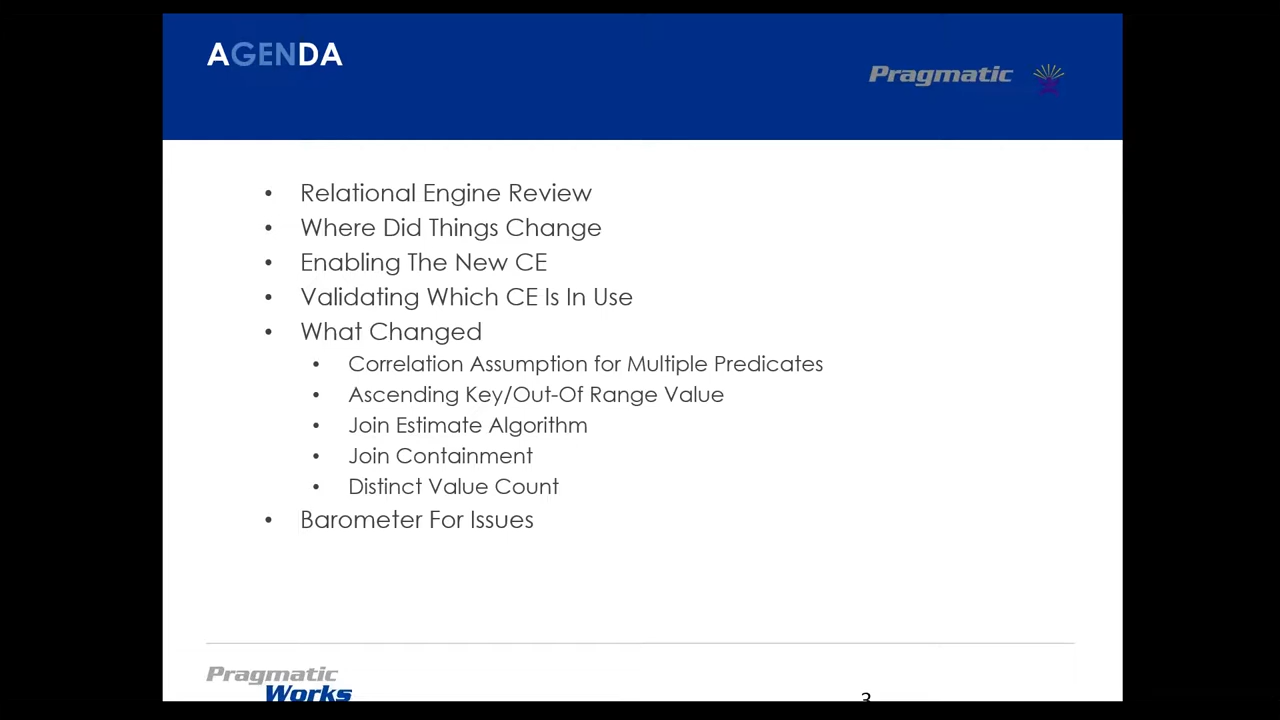 AGENDA
Pragmatic
• Relational Engine Review
• Where Did Things Change
• Enabling The New CE
• Validating Which CE Is In Use
• What Changed
• Correlation Assumption for Multiple Predicates
• Ascending Key/Out-Of Range Value
• Join Estimate Algorithm
• Join Containment
• Distinct Value Count
• Barometer For Issues
Pragmatic
Works
3